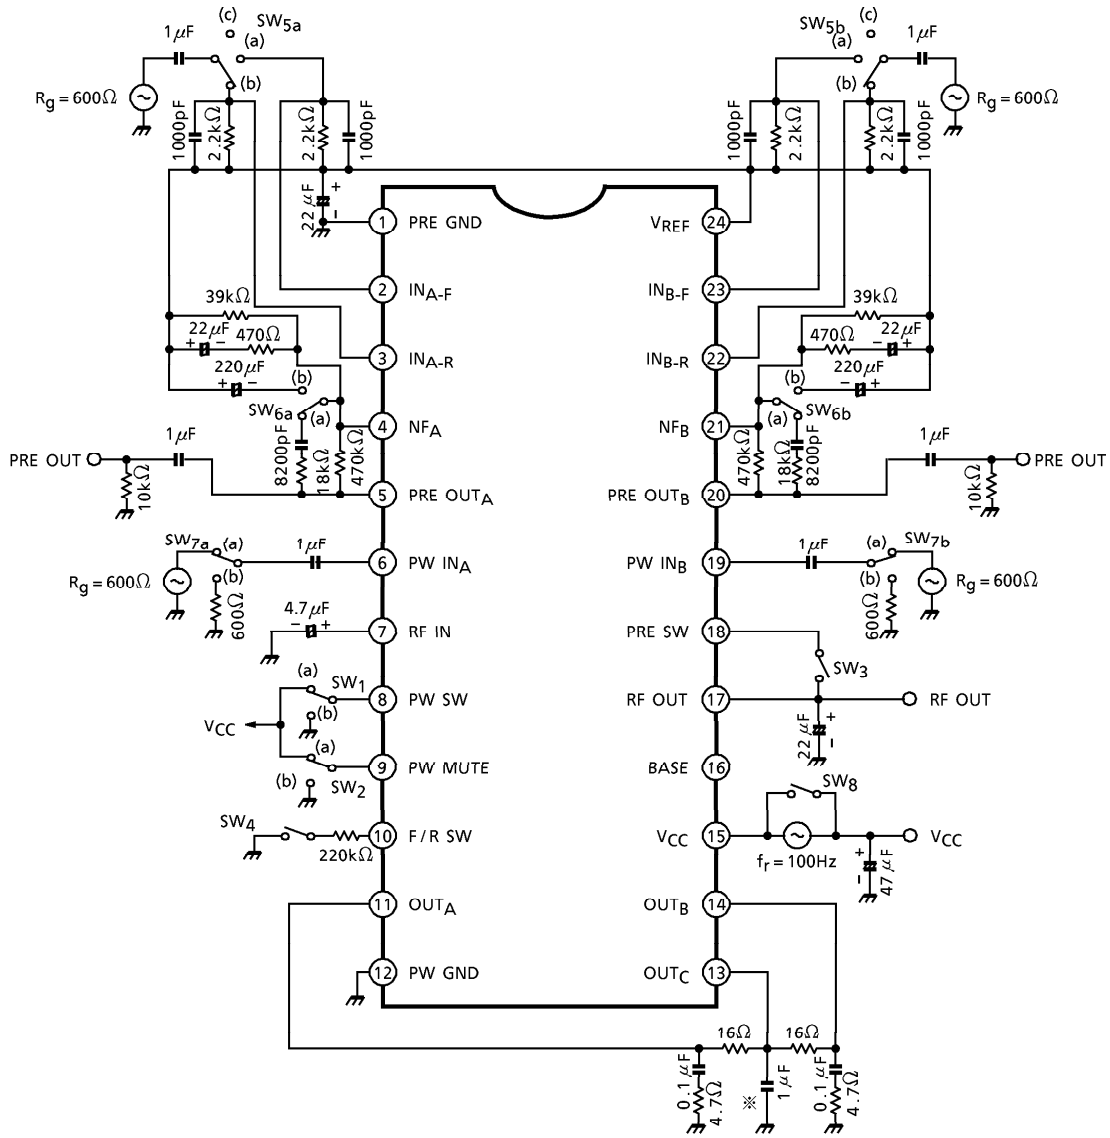 (c)
SW5a
1μF
(a)
(b)
Rg = 600Ω
1000pF
2.2kΩ
2.2kΩ
1000pF
22μF
+
-
(c)
SW5b
(a)
1μF
(b)
Rg = 600Ω
1000pF
2.2kΩ
2.2kΩ
1000pF
1 PRE GND
VREF 24
2 INA-F
INB-F 23
39kΩ
22μF
470Ω
+ -
220μF
+ -
(b)
3 INA-R
INB-R 22
39kΩ
470Ω
22μF
- +
220μF
- +
(b)
SW6a
(a)
4 NFA
NFB 21
(a)
SW6b
1μF
PRE OUT
10kΩ
8200pF
18kΩ
470kΩ
470kΩ
18kΩ
8200pF
1μF
PRE OUT
10kΩ
5 PRE OUTA
PRE OUTB 20
SW7a
(a)
(b)
1μF
Rg = 600Ω
600Ω
6 PW INA
PW INB 19
1μF
(a)
(b)
SW7b
Rg = 600Ω
600Ω
4.7μF
- +
7 RF IN
PRE SW 18
SW3
(a)
SW1
(b)
VCC
8 PW SW
RF OUT 17
RF OUT
22μF
+
-
(a)
(b)
SW2
9 PW MUTE
BASE 16
SW8
SW4
220kΩ
10 F/R SW
VCC 15
fr = 100Hz
VCC
+
-
47μF
11 OUTA
OUTB 14
12 PW GND
OUTC 13
16Ω
16Ω
0.1μF
4.7Ω
※
1μF
0.1μF
4.7Ω